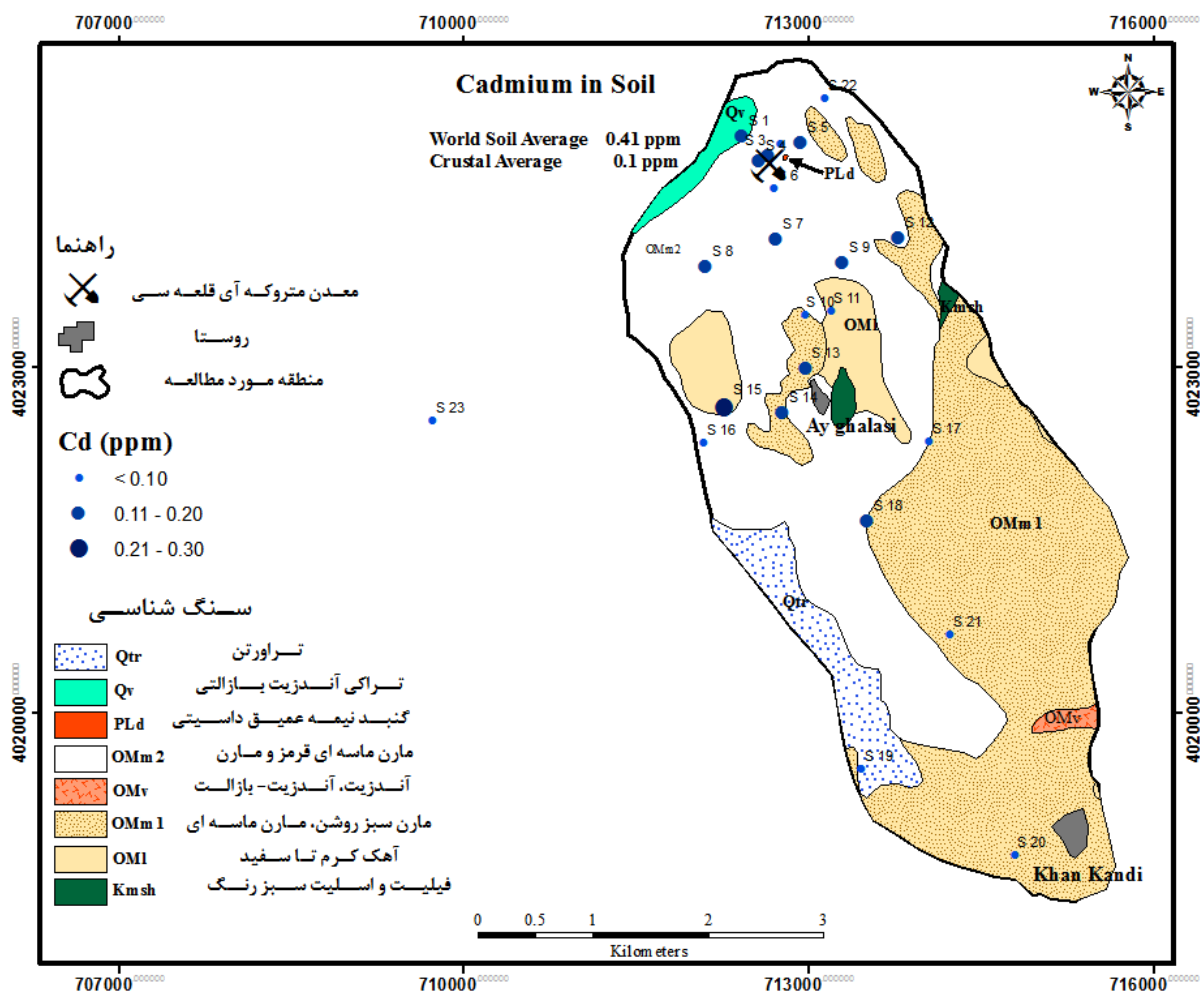 707000
710000
713000
716000
N
W
E
S
Cadmium in Soil
World Soil Average 0.41 ppm
Crustal Average 0.1 ppm
S 22
Qv
S 1
S 5
S 3
S 4
PLd
6
S 7
S 12
OMm2
S 8
S 9
راهنما
معدن متروکه آی قلعه سی
روستا
منطقه مورد مطالعه
S 10
S 11
OMl
Kmsh
4023000
4023000
S 13
S 15
S 14
S 23
S 16
Ay ghalasi
S 17
Cd (ppm)
< 0.10
0.11 - 0.20
0.21 - 0.30
S 18
OMm1
Qtr
S 21
سنگ شناسی
Qtr تراورتن
Qv تراکی آندزیت بازالتی
PLd گنبد نیمه عمیق داسیتی
OMm2 مارن ماسه ای قرمز و مارن
OMv آندزیت، آندزیت- بازالت
OMm1 مارن سبز روشن، مارن ماسه ای
OMl آهک کرم تا سفید
Kmsh فیلیت و اسلیت سبز رنگ
4020000
4020000
OMv
S 19
S 20
Khan Kandi
0 0.5 1 2 3
Kilometers
707000
710000
713000
716000